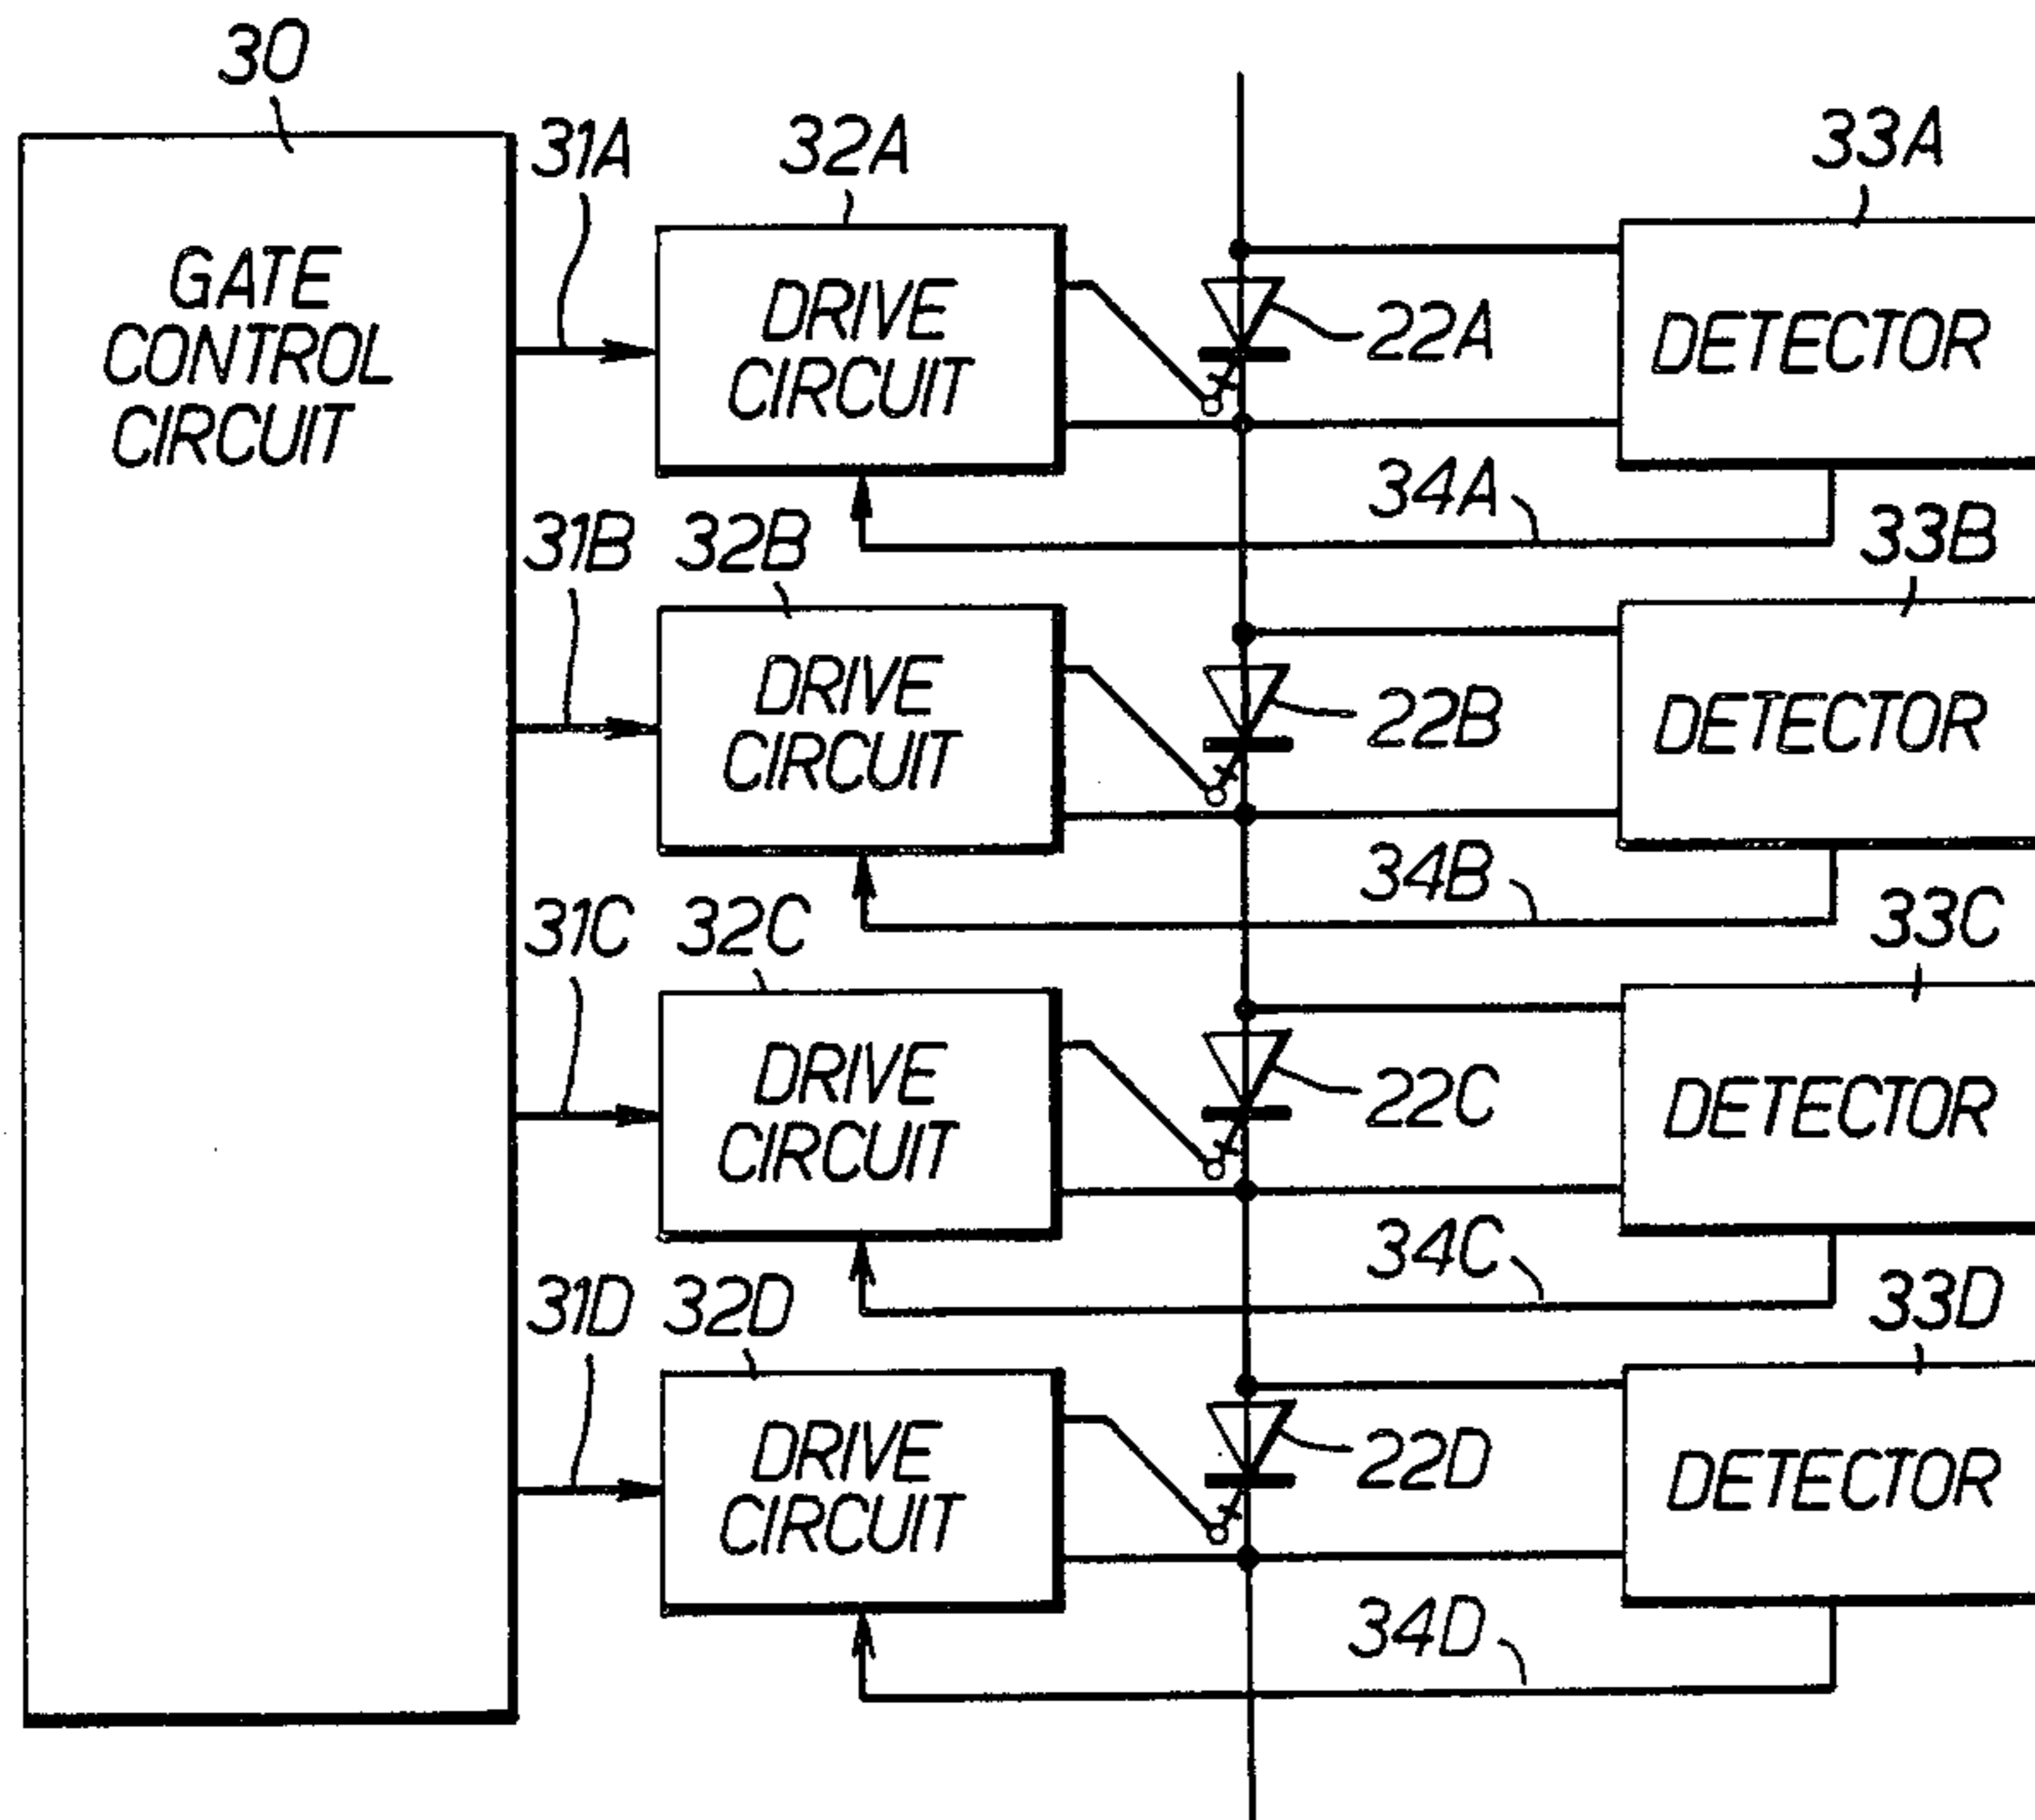 30
31A
32A
33A
GATE
CONTROL
CIRCUIT
DRIVE
CIRCUIT
22A
DETECTOR
34A
31B
32B
33B
DRIVE
CIRCUIT
22B
DETECTOR
34B
31C
32C
33C
DRIVE
CIRCUIT
22C
DETECTOR
34C
31D
32D
33D
DRIVE
CIRCUIT
22D
DETECTOR
34D